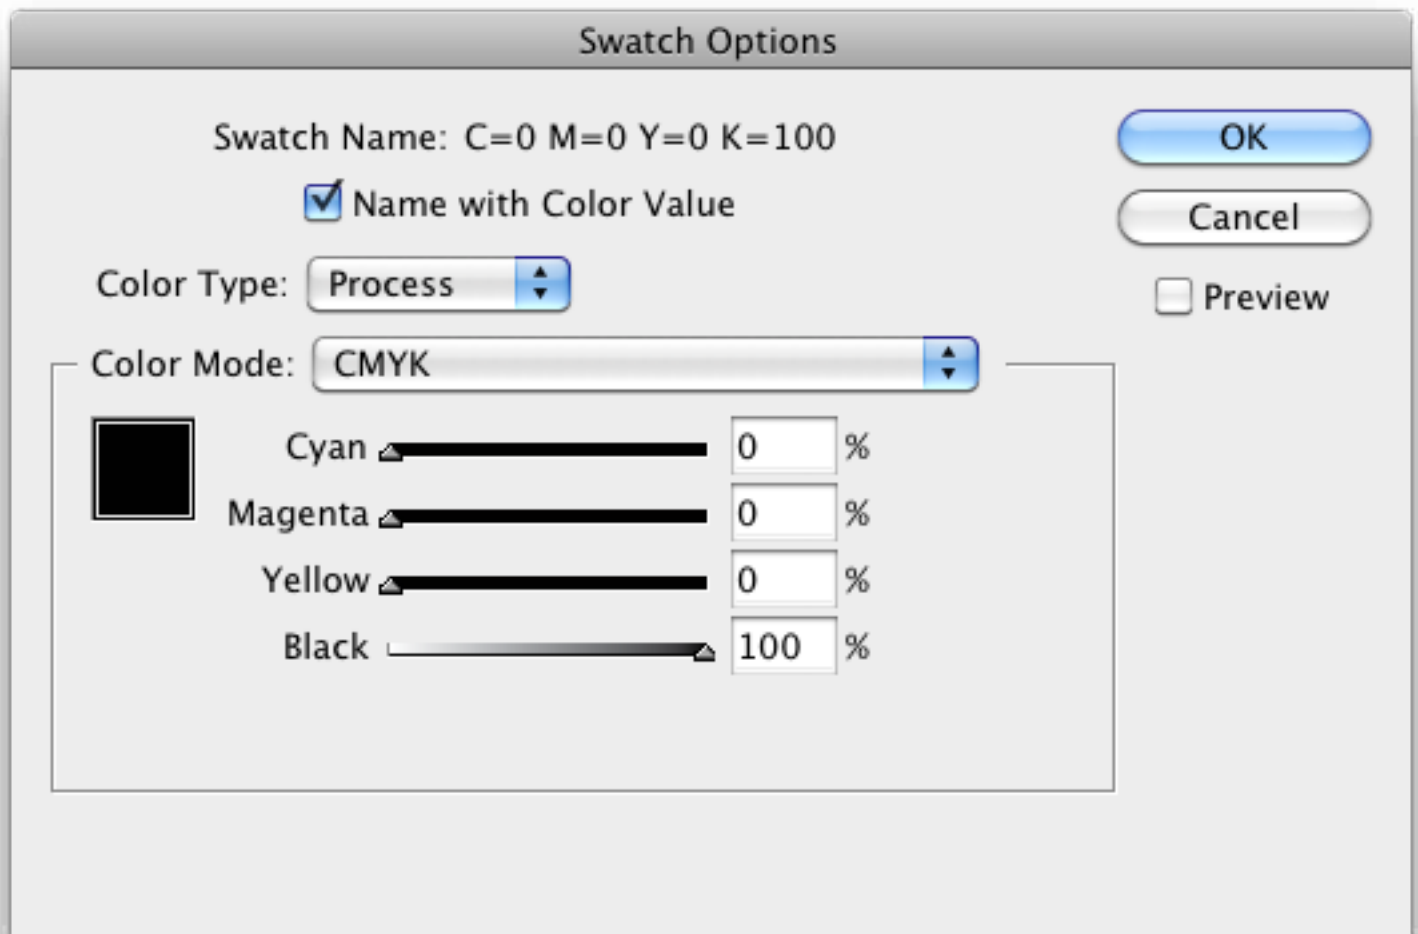 Swatch Options
Swatch Name: C=0 M=0 Y=0 K=100
OK
Name with Color Value
Cancel
Color Type: Process
Preview
Color Mode: CMYK
Cyan 0 %
Magenta 0 %
Yellow 0 %
Black 100 %